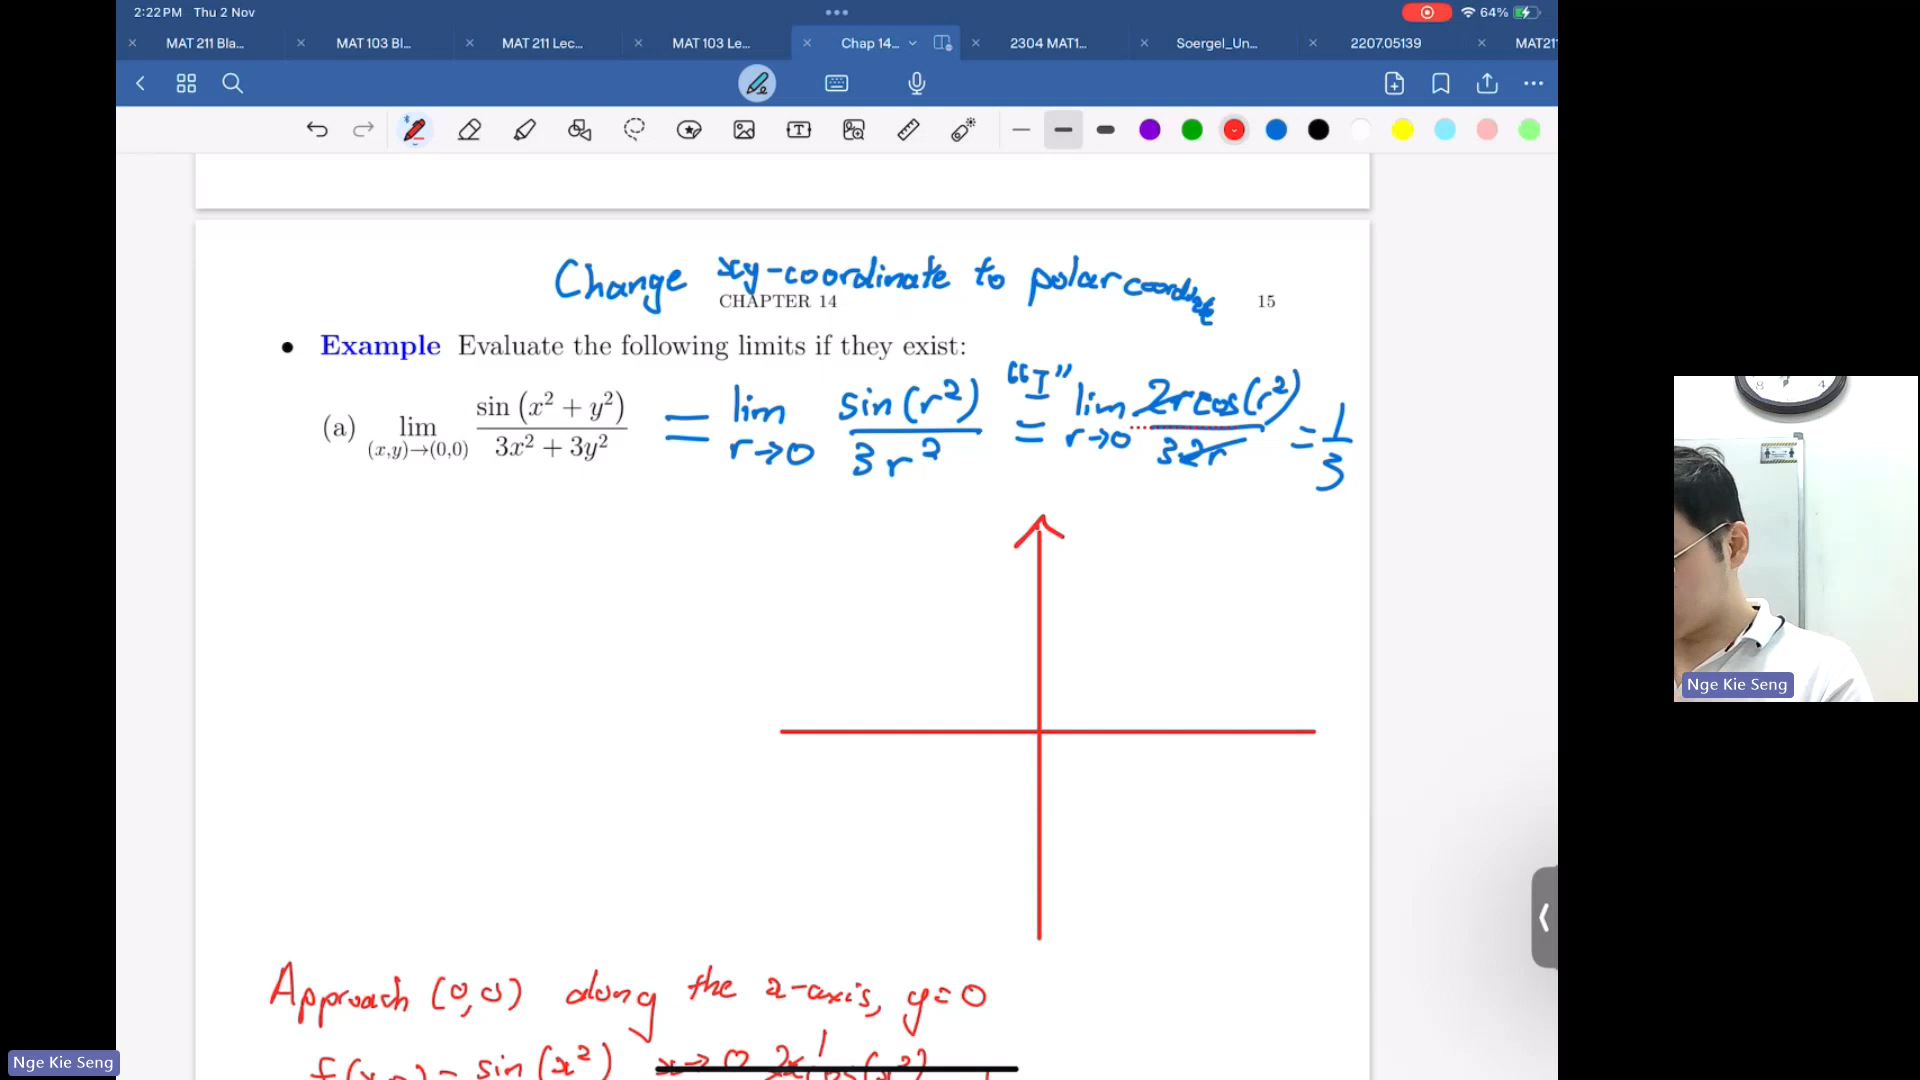 2:22 PM Thu 2 Nov
64%
MAT 211 Bla...
MAT 103 Bl...
MAT 211 Lec...
MAT 103 Le...
Chap 14...
2304 MAT1...
Soergel_Un...
2207.05139
MAT21
Change xy-coordinate to polar coordinate
CHAPTER 14
15
• Example Evaluate the following limits if they exist:
(a) lim (x,y)→(0,0) sin (x² + y²) / 3x² + 3y² = lim r→0 sin(r²) / 3r² "I" = lim r→0 2r cos(r²) / 3 2r = 1/3
Approach (0,0) along the x-axis, y=0
sin (x²)
Nge Kie Seng
Nge Kie Seng